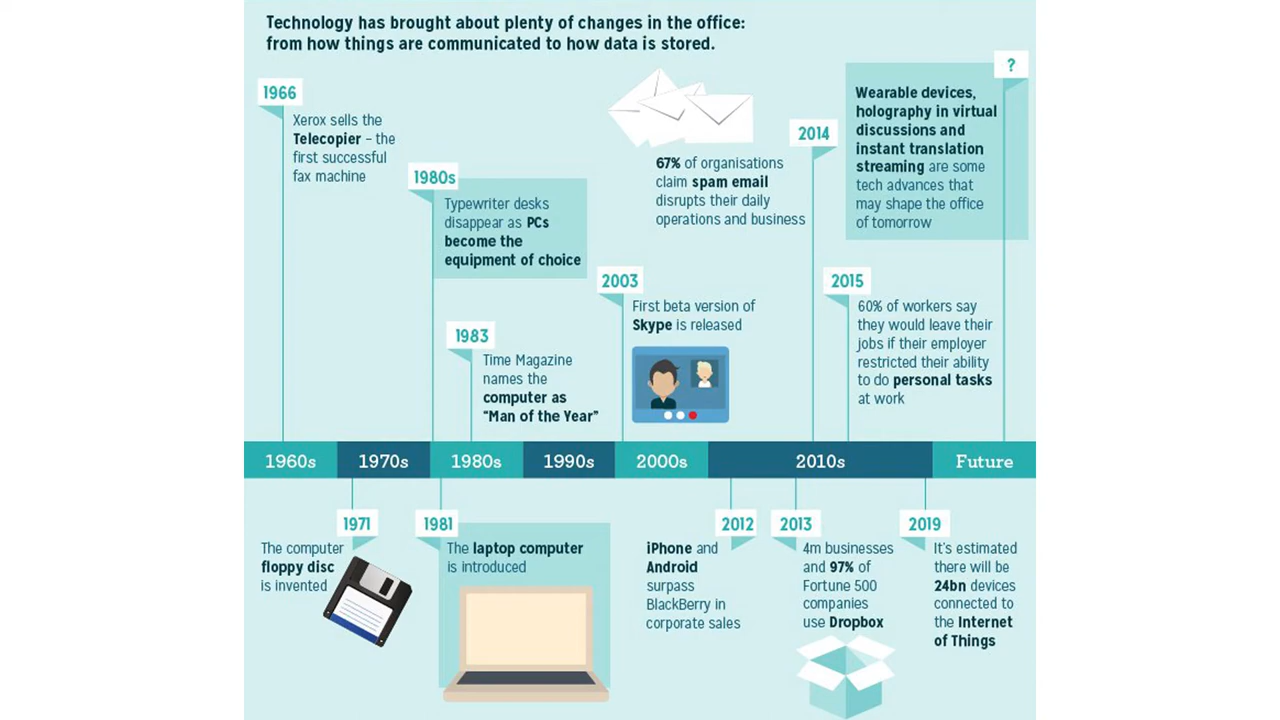 Technology has brought about plenty of changes in the office:
from how things are communicated to how data is stored.
1966
Xerox sells the
Telecopier – the
first successful
fax machine
1980s
Typewriter desks
disappear as PCs
become the
equipment of choice
1983
Time Magazine
names the
computer as
“Man of the Year”
2003
First beta version of
Skype is released
67% of organisations
claim spam email
disrupts their daily
operations and business
2014
2015
60% of workers say
they would leave their
jobs if their employer
restricted their ability
to do personal tasks
at work
?
Wearable devices,
holography in virtual
discussions and
instant translation
streaming are some
tech advances that
may shape the office
of tomorrow
1960s
1970s
1980s
1990s
2000s
2010s
Future
1971
The computer
floppy disc
is invented
1981
The laptop computer
is introduced
2012
iPhone and
Android
surpass
BlackBerry in
corporate sales
2013
4m businesses
and 97% of
Fortune 500
companies
use Dropbox
2019
It's estimated
there will be
24bn devices
connected to
the Internet
of Things